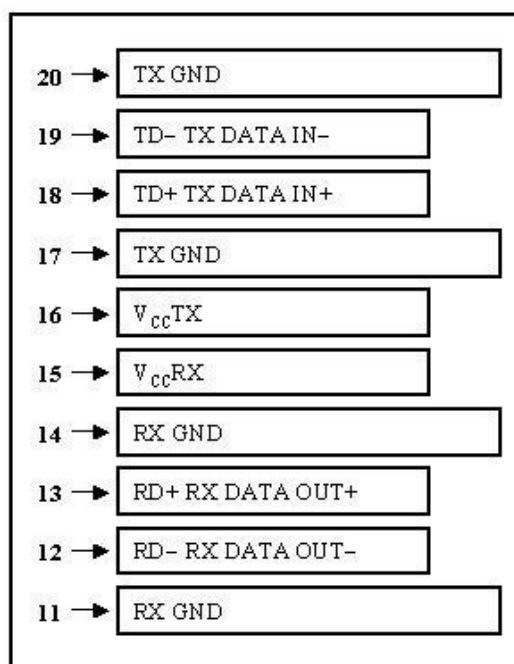 20 TX GND
19 TD– TX DATA IN–
18 TD+ TX DATA IN+
17 TX GND
16 VCCTX
15 VCCRX
14 RX GND
13 RD+ RX DATA OUT+
12 RD– RX DATA OUT–
11 RX GND